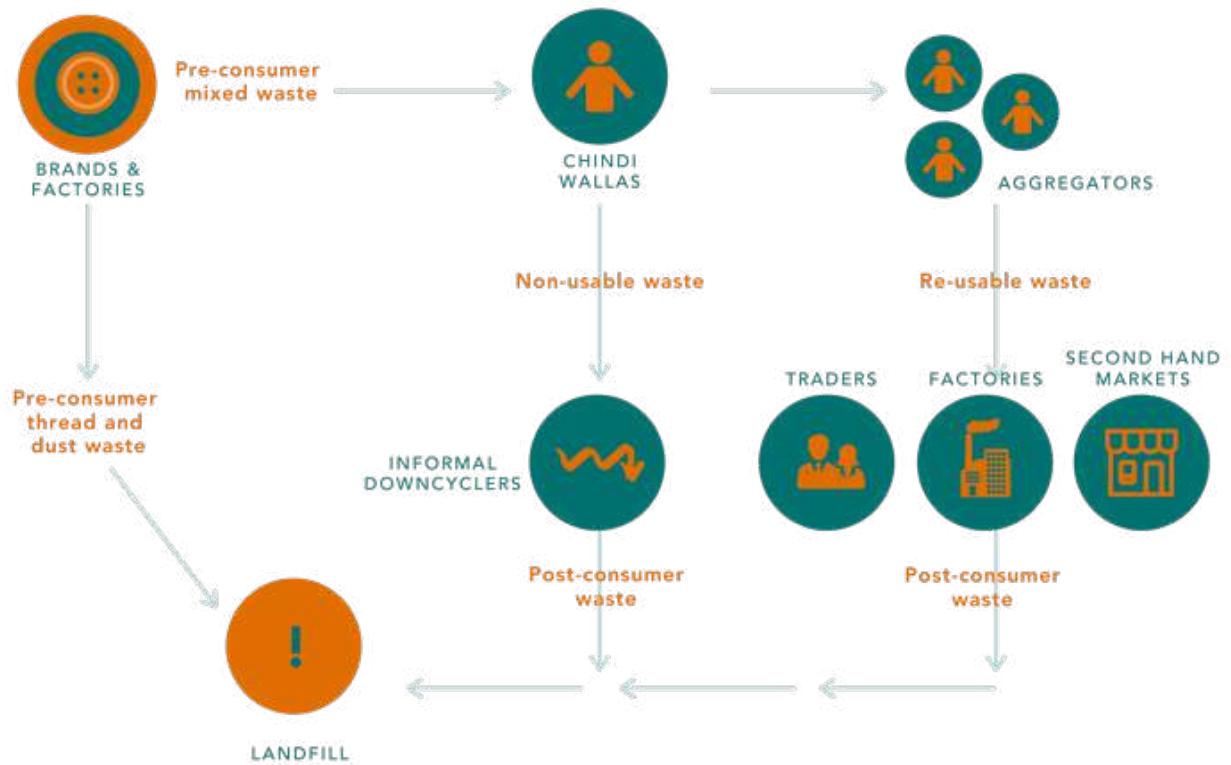 Pre-consumer
mixed waste
BRANDS &
FACTORIES
CHINDI
WALLAS
AGGREGATORS
Non-usable waste
Re-usable waste
Pre-consumer
thread and
dust waste
INFORMAL
DOWNCYCLERS
TRADERS
FACTORIES
SECOND HAND
MARKETS
Post-consumer
waste
Post-consumer
waste
!
LANDFILL